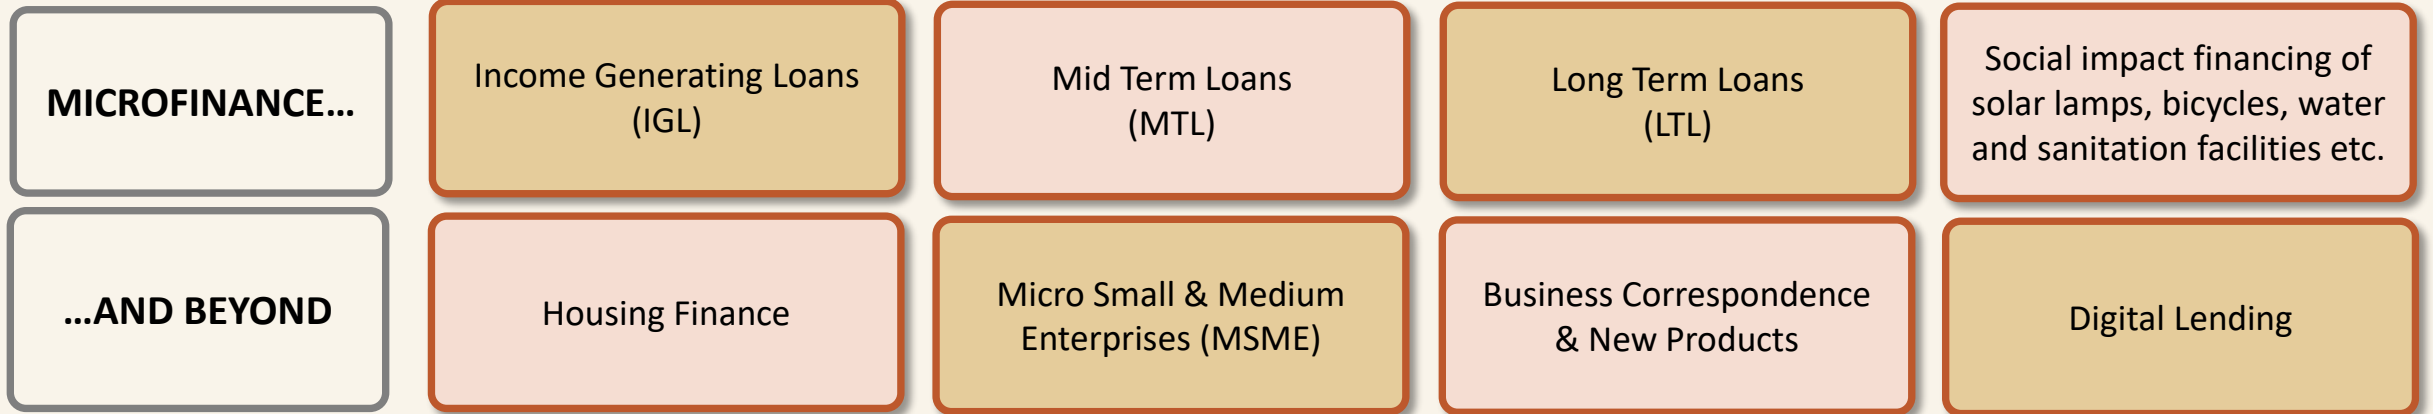 MICROFINANCE…
Income Generating Loans
(IGL)
Mid Term Loans
(MTL)
Long Term Loans
(LTL)
Social impact financing of
solar lamps, bicycles, water
and sanitation facilities etc.
…AND BEYOND
Housing Finance
Micro Small & Medium
Enterprises (MSME)
Business Correspondence
& New Products
Digital Lending